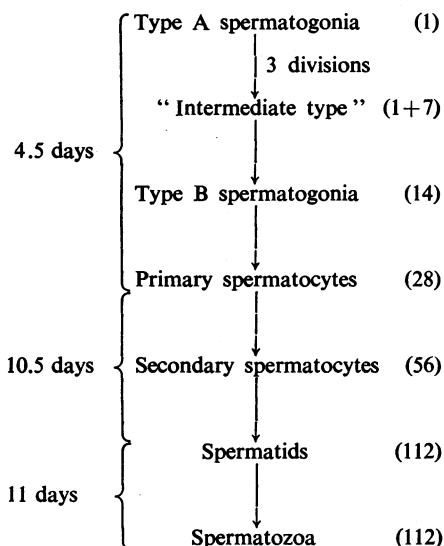 Type A spermatogonia (1)
3 divisions
“Intermediate type” (1+7)
4.5 days
Type B spermatogonia (14)
Primary spermatocytes (28)
10.5 days Secondary spermatocytes (56)
Spermatids (112)
11 days
Spermatozoa (112)